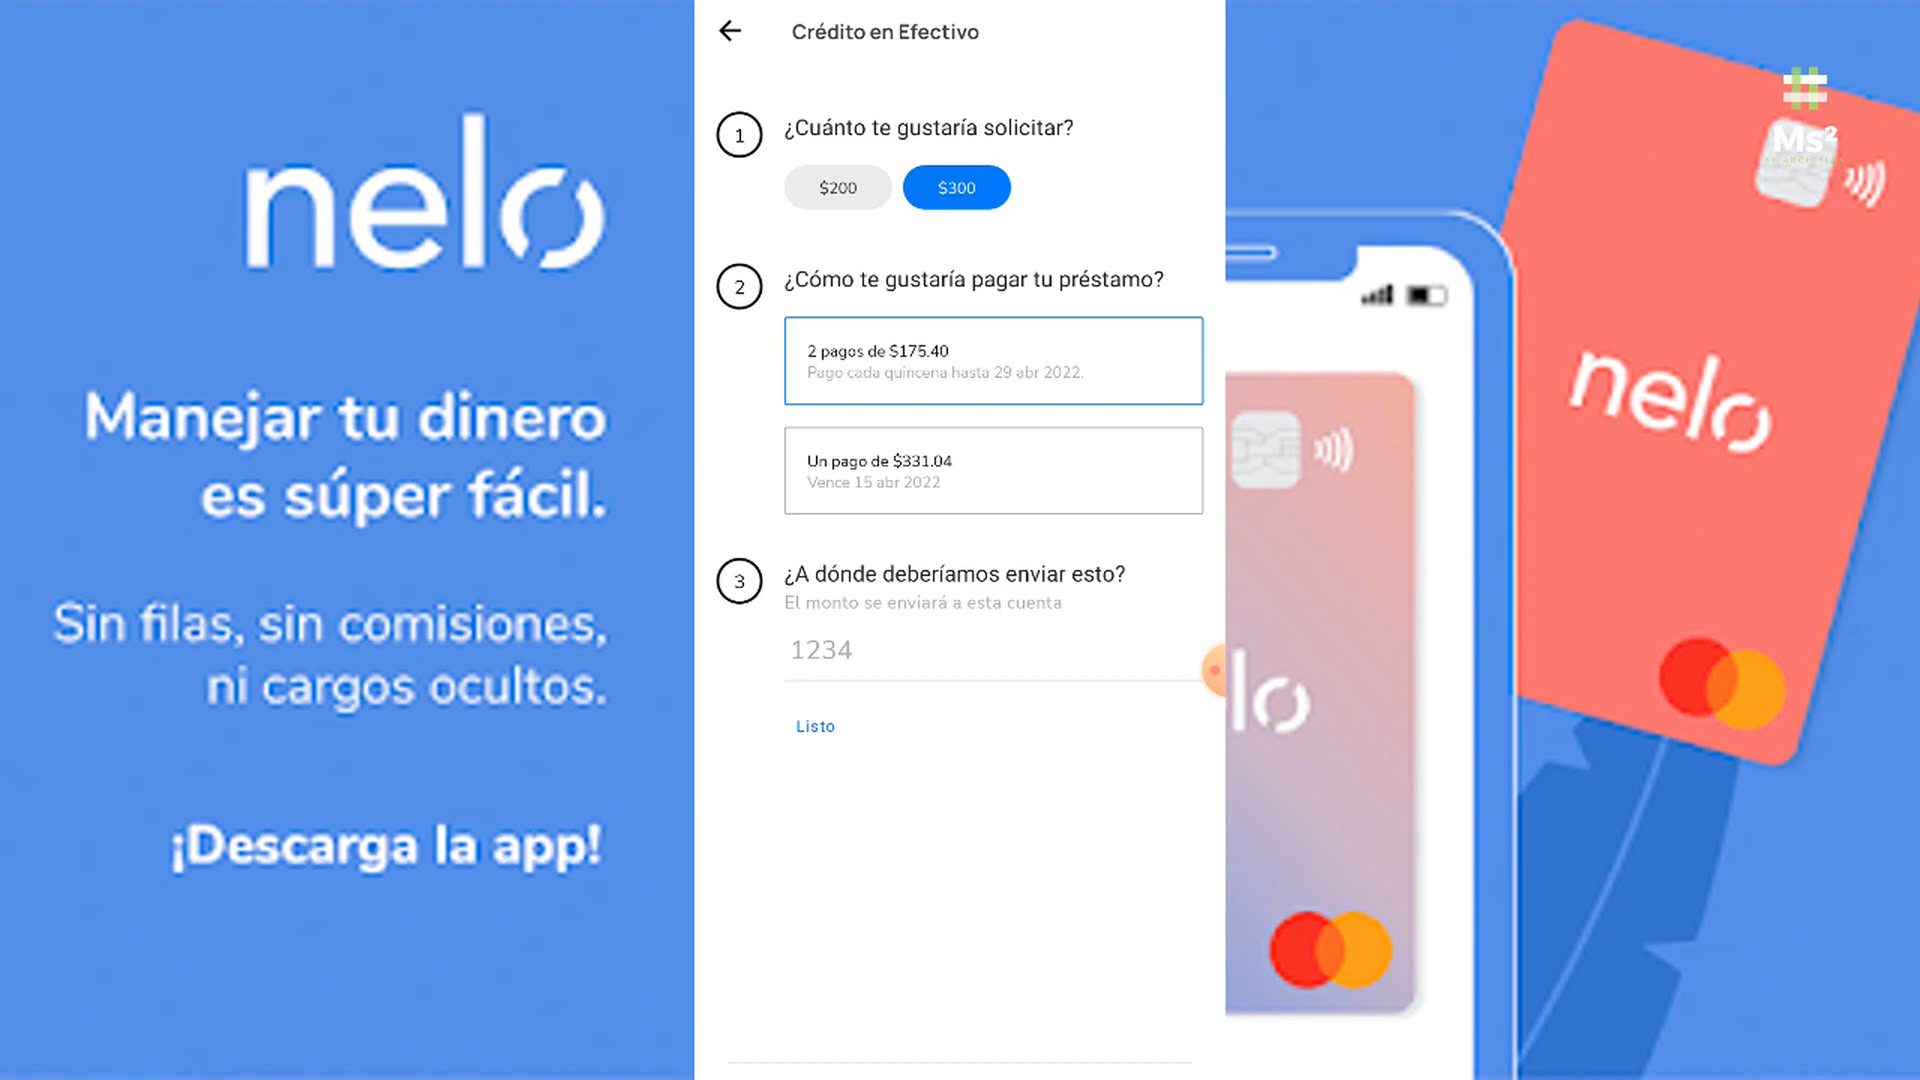 nelo
Manejar tu dinero
es súper fácil.
Sin filas, sin comisiones,
ni cargos ocultos.
¡Descarga la app!
Crédito en Efectivo
1 ¿Cuánto te gustaría solicitar?
$200 $300
2 ¿Cómo te gustaría pagar tu préstamo?
2 pagos de $175.40
Pago cada quincena hasta 29 abr 2022.
Un pago de $331.04
Vence 15 abr 2022
3 ¿A dónde deberíamos enviar esto?
El monto se enviará a esta cuenta
1234
Listo
lo
Ms²
nelo